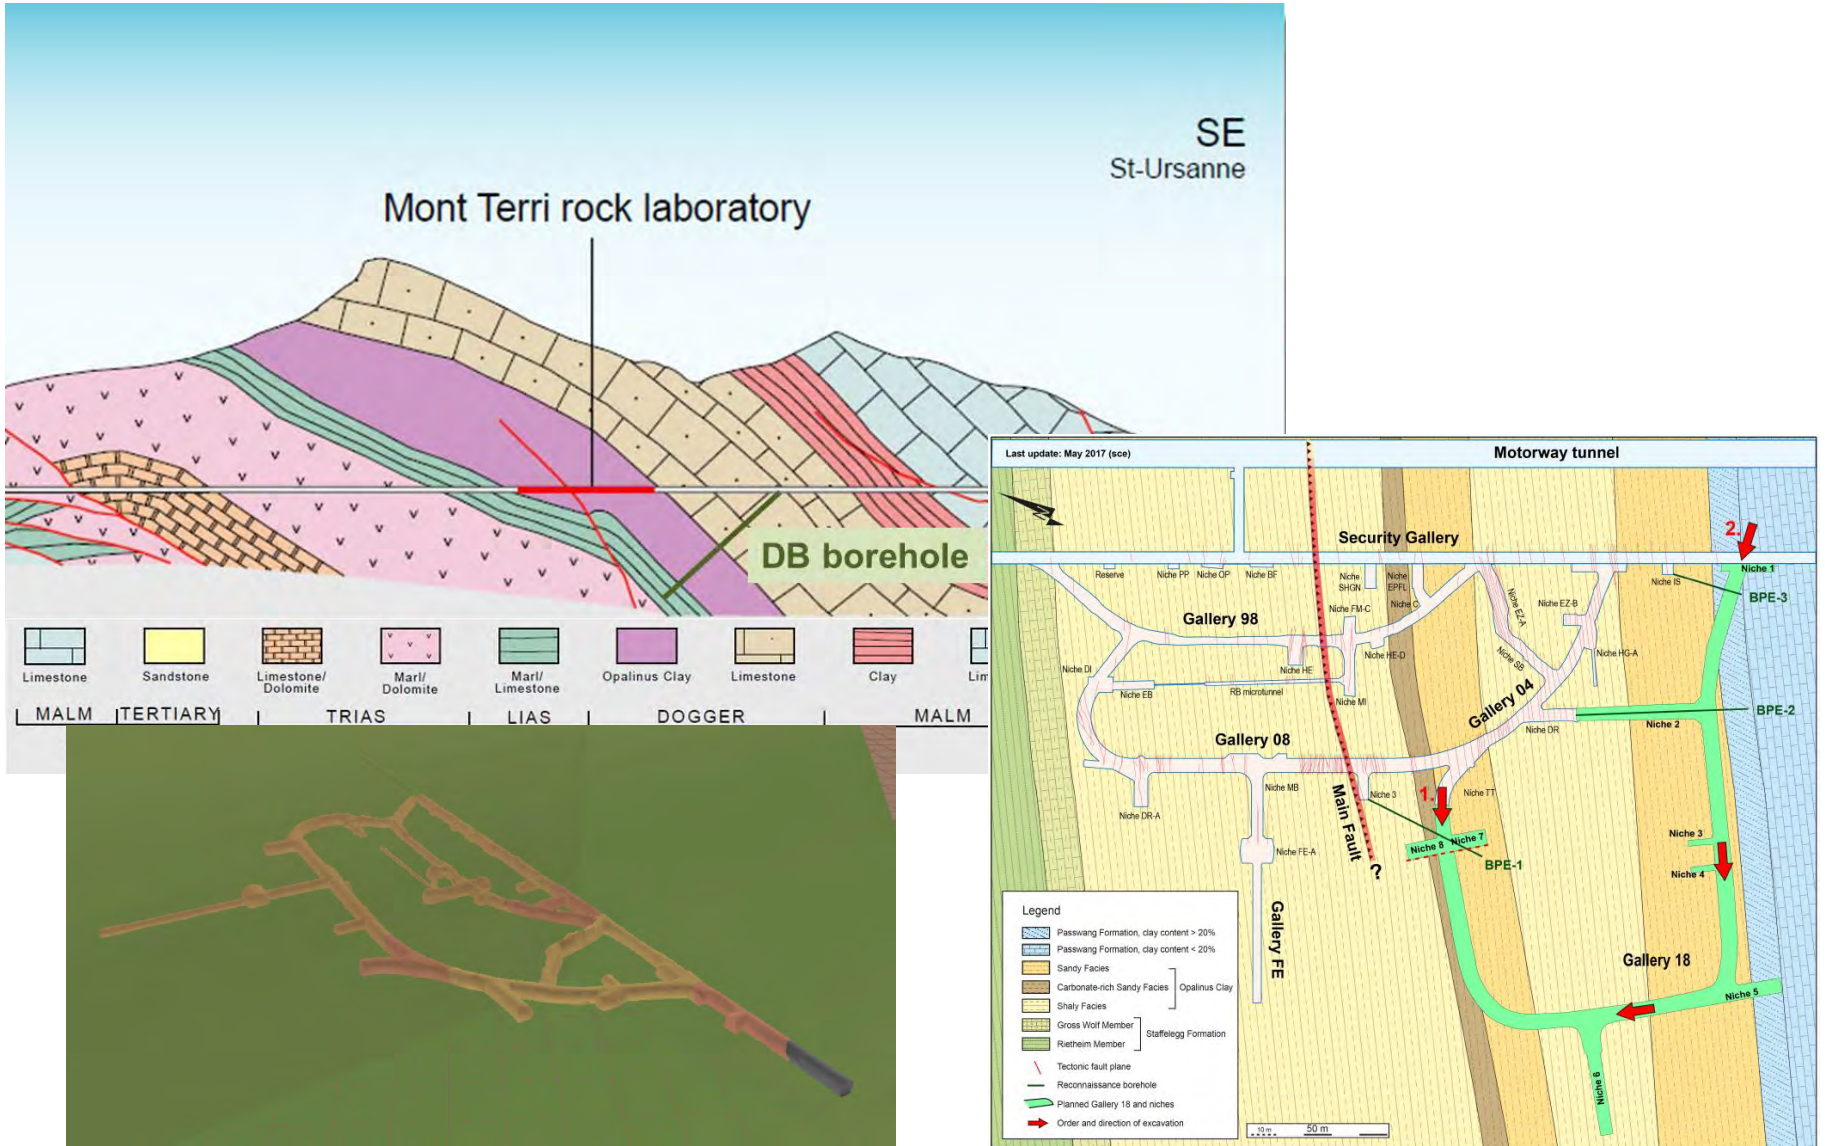 SE
St-Ursanne
Mont Terri rock laboratory
DB borehole
Limestone
Sandstone
Limestone/
Dolomite
Marl/
Dolomite
Marl/
Limestone
Opalinus Clay
Limestone
Clay
Lim
MALM
TERTIARY
TRIAS
LIAS
DOGGER
MALM
Last update: May 2017 (sce)
Motorway tunnel
Security Gallery
2.
Niche 1
BPE-3
Reserve
Niche PP
Niche OP
Niche BF
Niche
SHGN
Niche
EPFL
Niche IS
Niche FM-C
Niche C
Niche EZ-A
Niche EZ-B
Gallery 98
Niche HE-D
Niche SB
Niche HG-A
Niche DI
Niche HE
Niche EB
RB microtunnel
Niche MI
Gallery 04
BPE-2
Niche 2
Niche DR
Gallery 08
Niche MB
Niche 3
Main Fault
?
1.
Niche TT
Niche DR-A
Niche FE-A
Niche 8
Niche 7
BPE-1
Niche 3
Niche 4
Gallery FE
Gallery 18
Niche 5
Niche 6
Legend
Passwang Formation, clay content > 20%
Passwang Formation, clay content < 20%
Sandy Facies
Carbonate-rich Sandy Facies
Opalinus Clay
Shaly Facies
Gross Wolf Member
Staffelegg Formation
Rietheim Member
Tectonic fault plane
Reconnaissance borehole
Planned Gallery 18 and niches
Order and direction of excavation
10 m
50 m